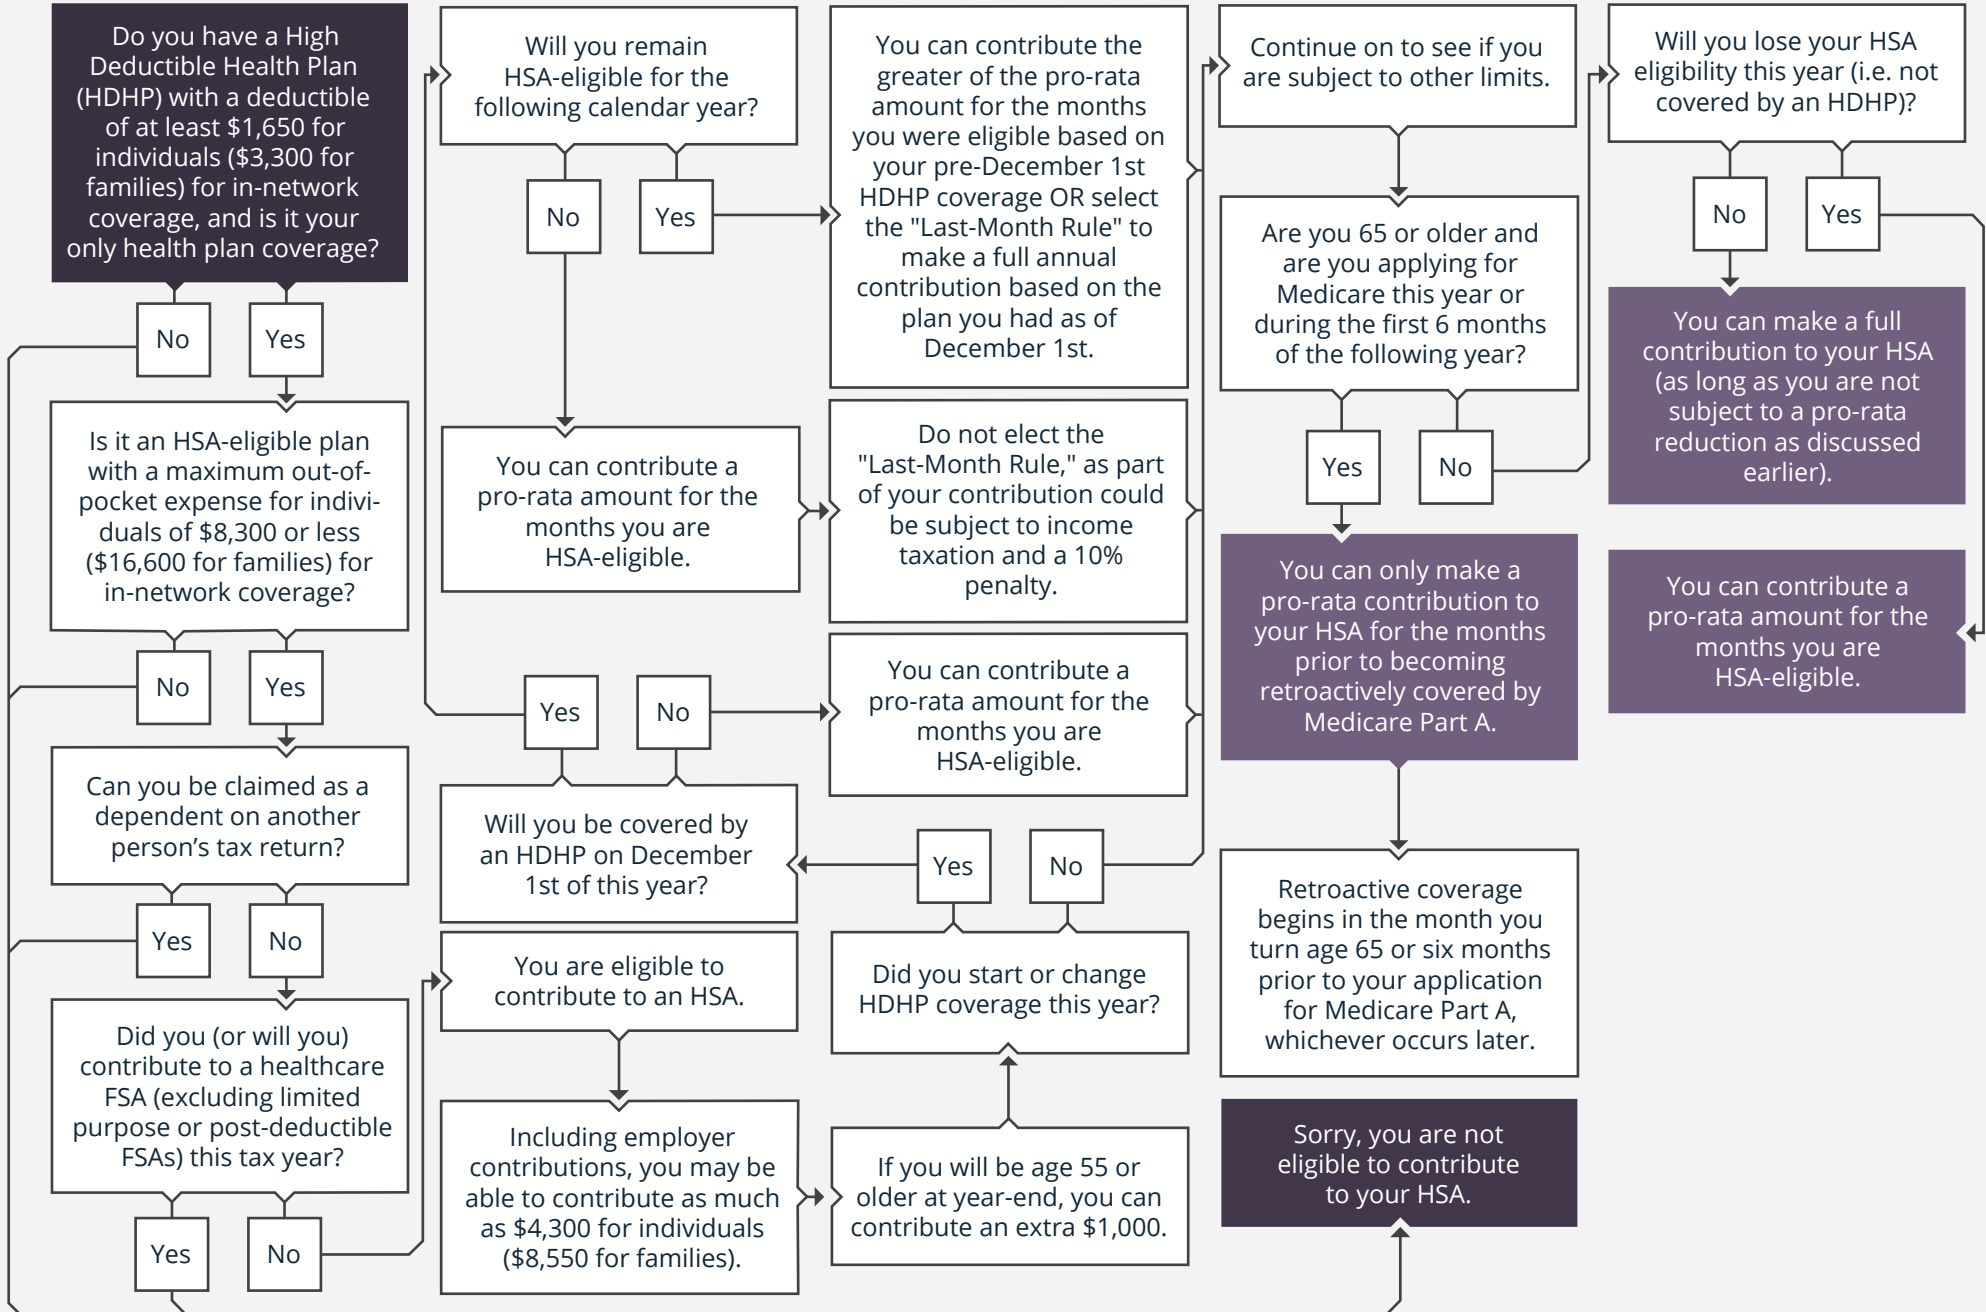 Do you have a High
Deductible Health Plan
(HDHP) with a deductible
of at least $1,650 for
individuals ($3,300 for
families) for in-network
coverage, and is it your
only health plan coverage?
No
Yes
Is it an HSA-eligible plan
with a maximum out-of-
pocket expense for indivi-
duals of $8,300 or less
($16,600 for families) for
in-network coverage?
No
Yes
Can you be claimed as a
dependent on another
person’s tax return?
Yes
No
Did you (or will you)
contribute to a healthcare
FSA (excluding limited
purpose or post-deductible
FSAs) this tax year?
Yes
No
You are eligible to
contribute to an HSA.
Including employer
contributions, you may be
able to contribute as much
as $4,300 for individuals
($8,550 for families).
If you will be age 55 or
older at year-end, you can
contribute an extra $1,000.
Did you start or change
HDHP coverage this year?
Yes
No
Will you be covered by
an HDHP on December
1st of this year?
Yes
No
You can contribute a
pro-rata amount for the
months you are
HSA-eligible.
Will you remain
HSA-eligible for the
following calendar year?
No
Yes
You can contribute a
pro-rata amount for the
months you are
HSA-eligible.
Do not elect the
"Last-Month Rule," as part
of your contribution could
be subject to income
taxation and a 10%
penalty.
You can contribute the
greater of the pro-rata
amount for the months
you were eligible based on
your pre-December 1st
HDHP coverage OR select
the "Last-Month Rule" to
make a full annual
contribution based on the
plan you had as of
December 1st.
Continue on to see if you
are subject to other limits.
Are you 65 or older and
are you applying for
Medicare this year or
during the first 6 months
of the following year?
Yes
No
You can only make a
pro-rata contribution to
your HSA for the months
prior to becoming
retroactively covered by
Medicare Part A.
Retroactive coverage
begins in the month you
turn age 65 or six months
prior to your application
for Medicare Part A,
whichever occurs later.
Sorry, you are not
eligible to contribute
to your HSA.
Will you lose your HSA
eligibility this year (i.e. not
covered by an HDHP)?
No
Yes
You can make a full
contribution to your HSA
(as long as you are not
subject to a pro-rata
reduction as discussed
earlier).
You can contribute a
pro-rata amount for the
months you are
HSA-eligible.